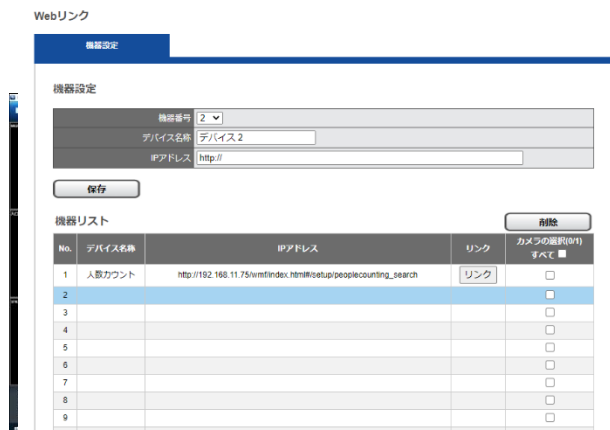 Webリンク
機器設定
機器設定
機器番号 2
デバイス名称 デバイス 2
IPアドレス http://
保存
機器リスト 削除
No. デバイス名称 IPアドレス リンク カメラの選択(0/1) すべて
1 人数カウント http://192.168.11.75/wmf/index.html#/setup/peoplecounting_search リンク
2
3
4
5
6
7
8
9